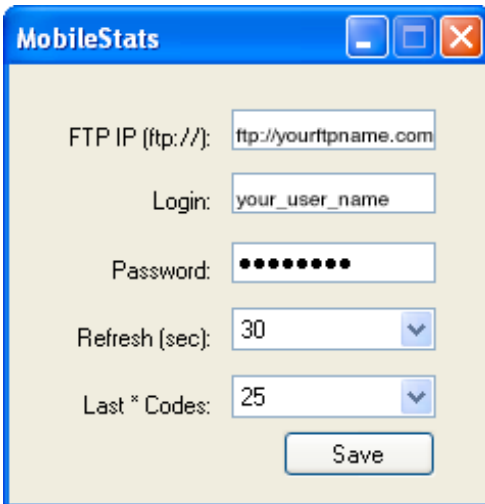 MobileStats
FTP IP (ftp://): ftp://yourftpname.com
Login: your_user_name
Password: ●●●●●●●●
Refresh (sec): 30
Last * Codes: 25
Save